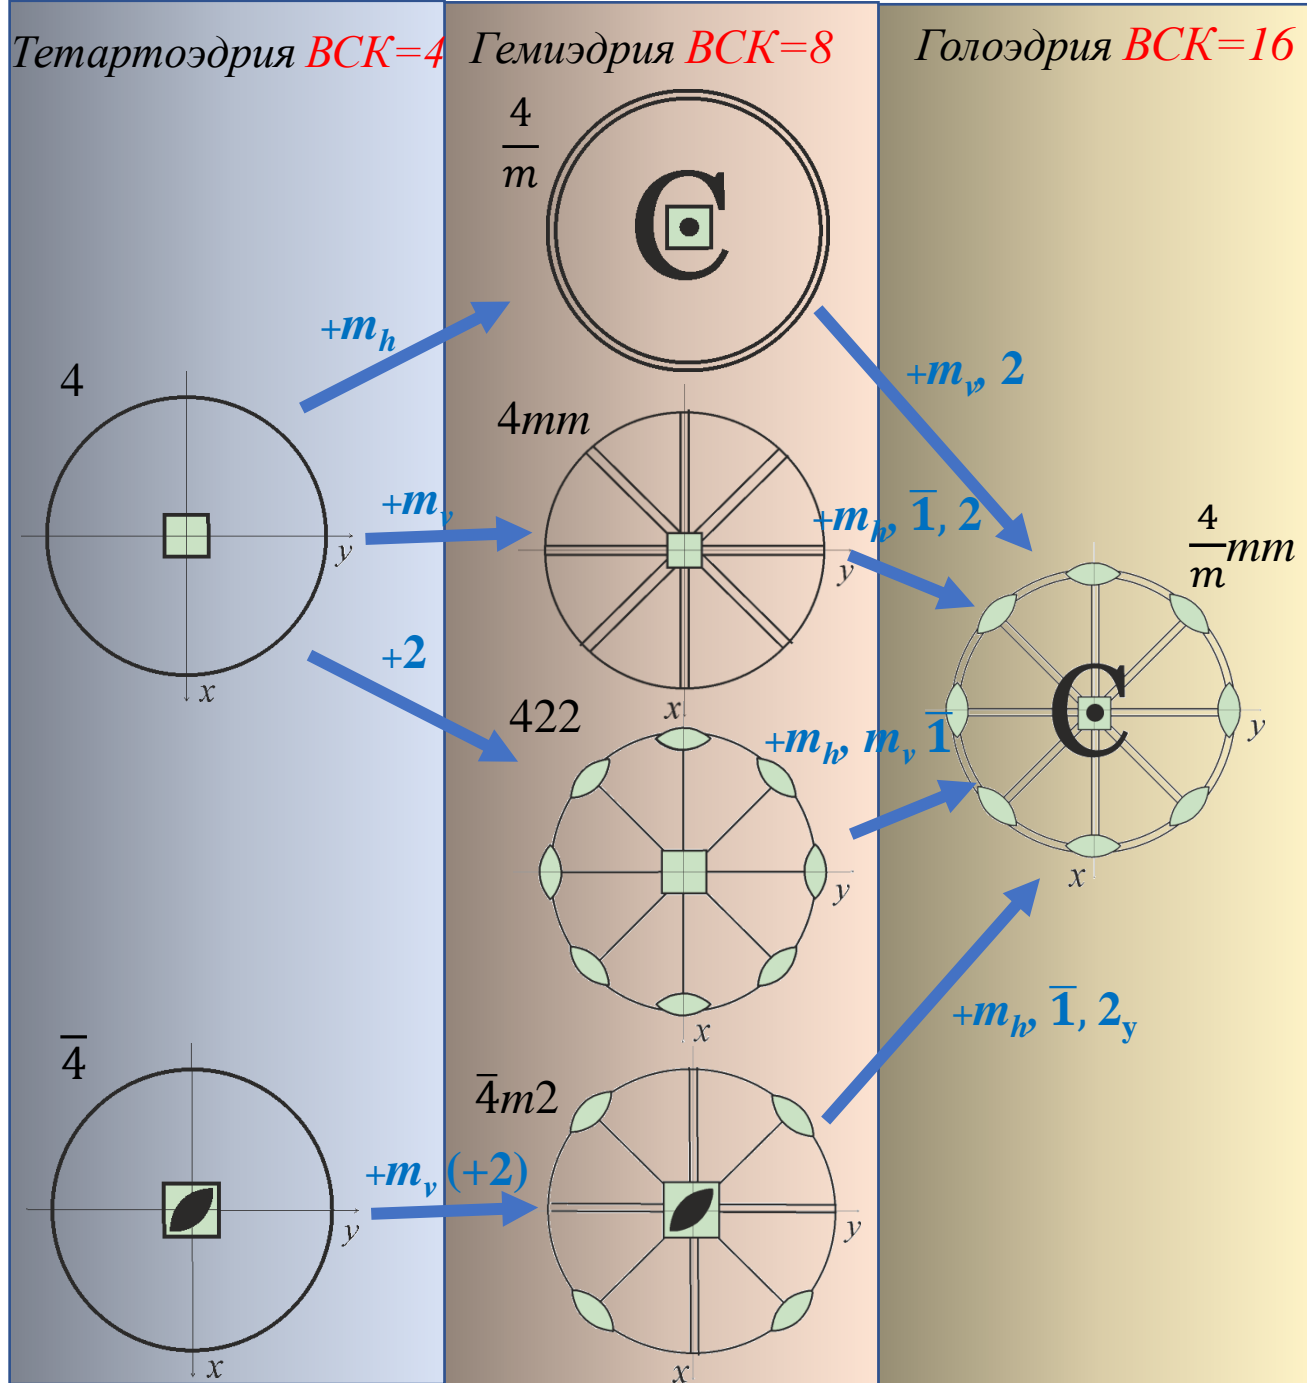 Тетартоэдрия ВСК=4
Гемиэдрия ВСК=8
Голоэдрия ВСК=16
4/m
C
+m_h
+m_v, 2
4
4mm
+m_v
+m_h, 1̅, 2
4/m mm
y
y
x
+2
x
422
+m_h, m_v 1̅
C
y
x
y
x
4̅
+m_h, 1̅, 2_y
4̅m2
+m_v (+2)
y
y
x
x